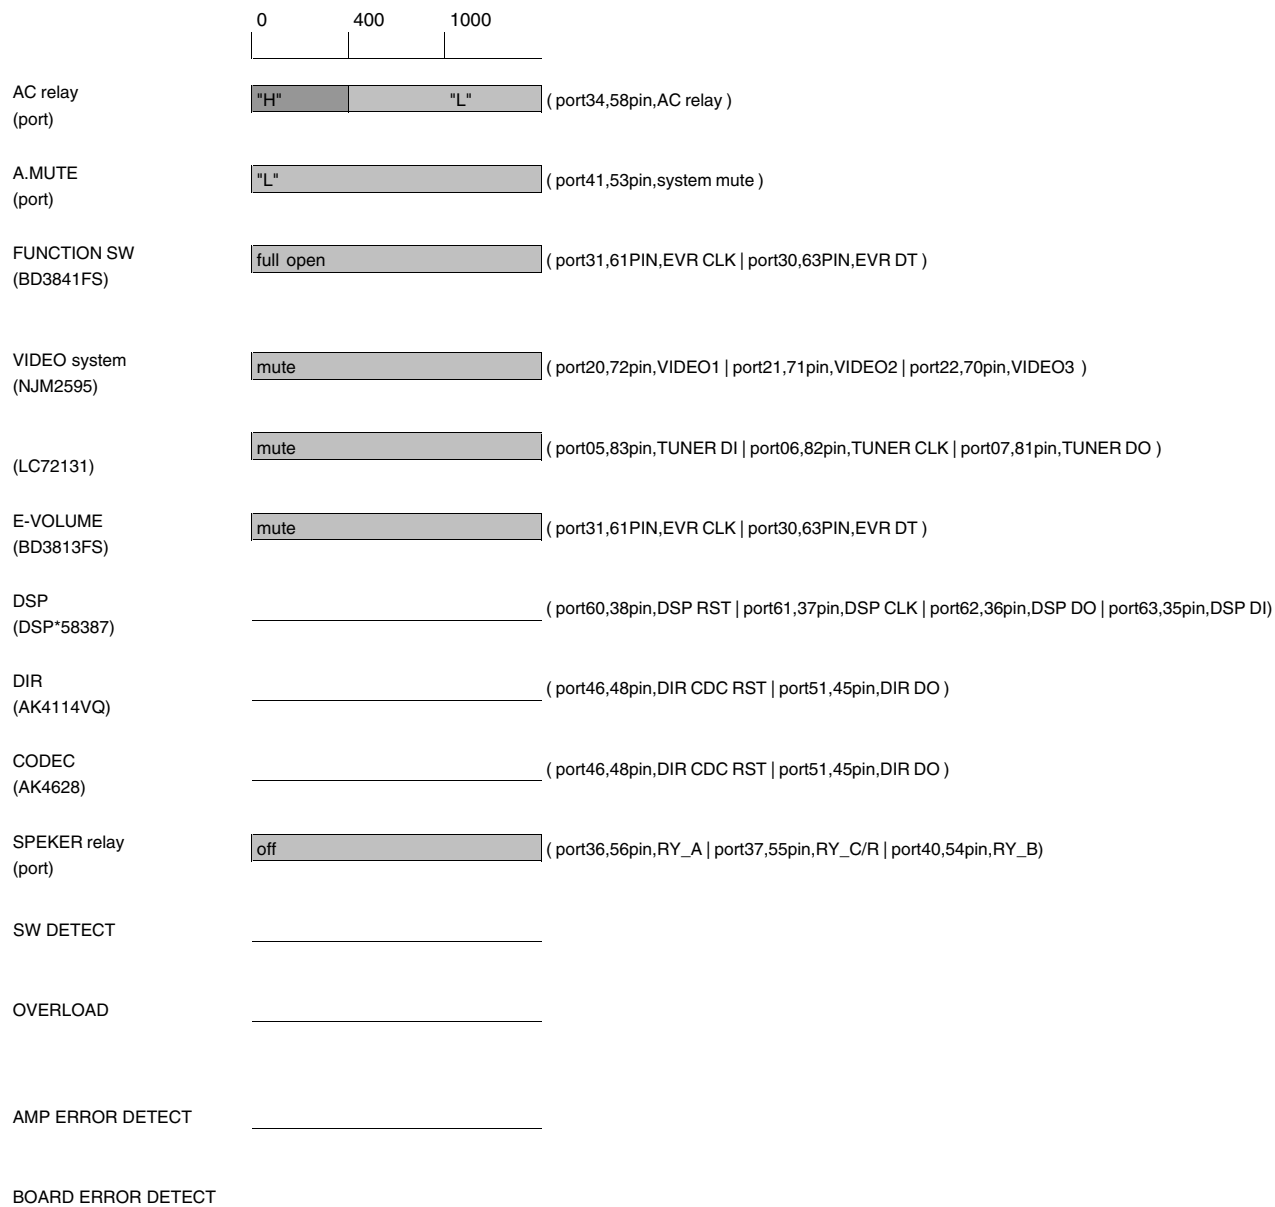 0 400 1000
AC relay
(port)
"H" "L" ( port34,58pin,AC relay )
A.MUTE
(port)
"L" ( port41,53pin,system mute )
FUNCTION SW
(BD3841FS)
full open ( port31,61PIN,EVR CLK | port30,63PIN,EVR DT )
VIDEO system
(NJM2595)
mute ( port20,72pin,VIDEO1 | port21,71pin,VIDEO2 | port22,70pin,VIDEO3 )
(LC72131)
mute ( port05,83pin,TUNER DI | port06,82pin,TUNER CLK | port07,81pin,TUNER DO )
E-VOLUME
(BD3813FS)
mute ( port31,61PIN,EVR CLK | port30,63PIN,EVR DT )
DSP
(DSP*58387)
( port60,38pin,DSP RST | port61,37pin,DSP CLK | port62,36pin,DSP DO | port63,35pin,DSP DI)
DIR
(AK4114VQ)
( port46,48pin,DIR CDC RST | port51,45pin,DIR DO )
CODEC
(AK4628)
( port46,48pin,DIR CDC RST | port51,45pin,DIR DO )
SPEKER relay
(port)
off ( port36,56pin,RY_A | port37,55pin,RY_C/R | port40,54pin,RY_B)
SW DETECT
OVERLOAD
AMP ERROR DETECT
BOARD ERROR DETECT